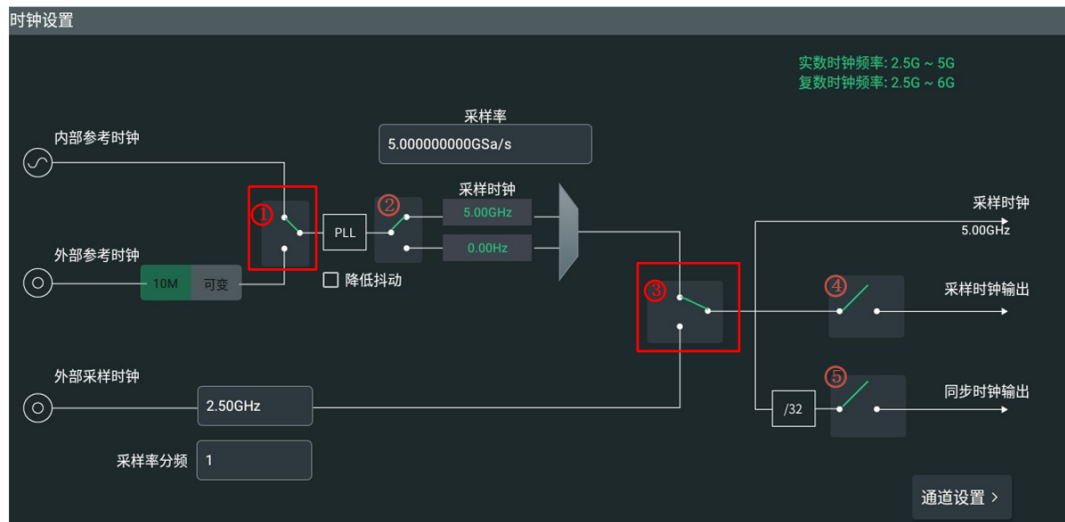 时钟设置
实数时钟频率: 2.5G ~ 5G
复数时钟频率: 2.5G ~ 6G
采样率
5.000000000GSa/s
内部参考时钟
采样时钟
①
②
5.00GHz
PLL
0.00Hz
降低抖动
外部参考时钟
10M 可变
采样时钟
5.00GHz
③
④
采样时钟输出
外部采样时钟
2.50GHz
⑤
/32
同步时钟输出
采样率分频 1
通道设置 >